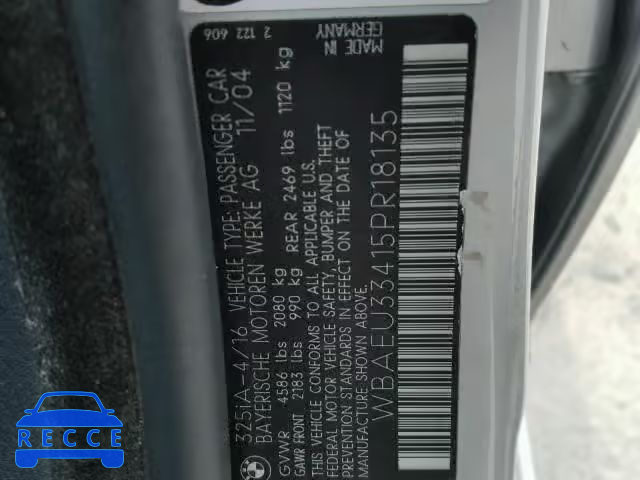 325iA-4/16 VEHICLE TYPE: PASSENGER CAR
BAYERISCHE MOTOREN WERKE AG 11/04
GVWR 4586 lbs 2080 kg
GAWR FRONT 2183 lbs 990 kg REAR 2469 lbs 1120 kg
THIS VEHICLE CONFORMS TO ALL APPLICABLE U.S.
FEDERAL MOTOR VEHICLE SAFETY, BUMPER AND THEFT
PREVENTION STANDARDS IN EFFECT ON DATE OF
MANUFACTURE SHOWN ABOVE.
WBAEU33415PR18135
2 122 606
MADE IN
GERMANY
RECCE